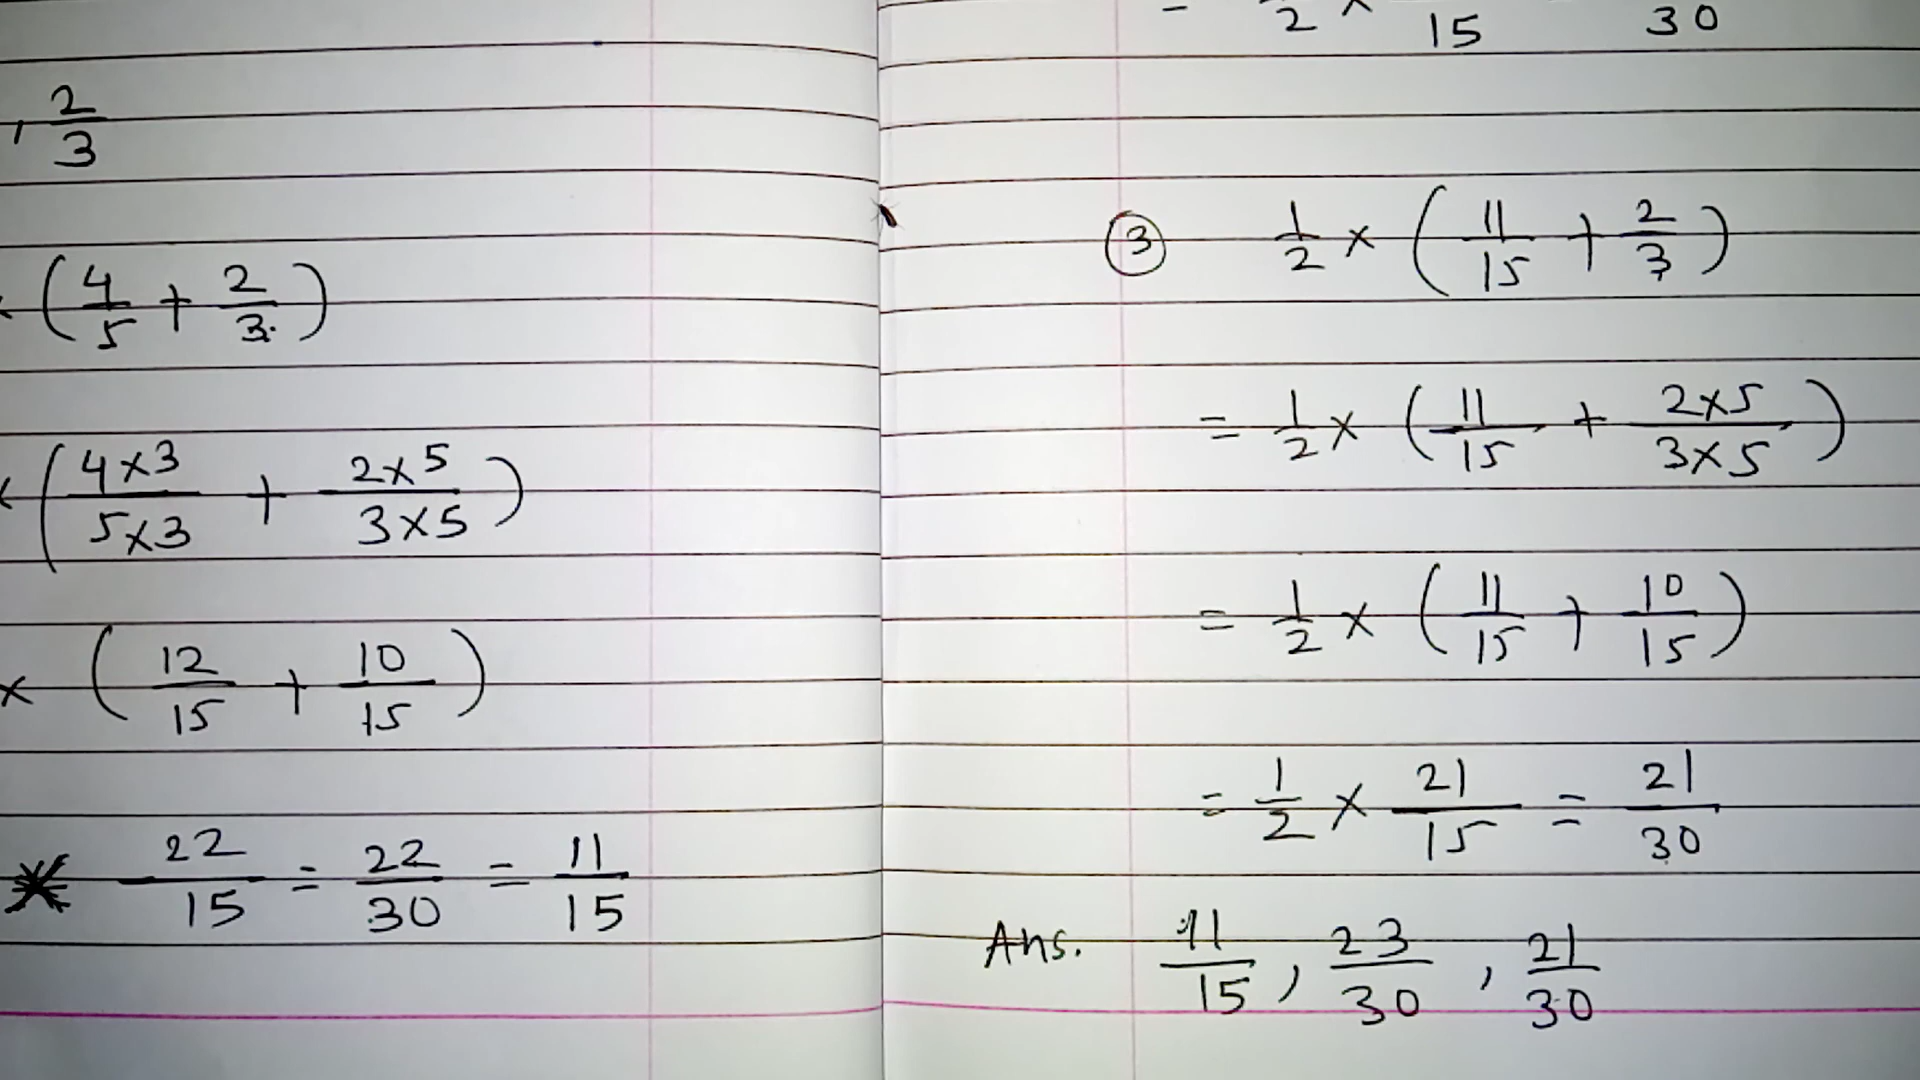 , 2/3
(4/5 + 2/3)
(4×3/5×3 + 2×5/3×5)
× (12/15 + 10/15)
22/15 = 22/30 = 11/15
= /2 × /15 /30
③ 1/2 × (11/15 + 2/3)
= 1/2 × (11/15 + 2×5/3×5)
= 1/2 × (11/15 + 10/15)
= 1/2 × 21/15 = 21/30
Ans. 11/15, 23/30, 21/30